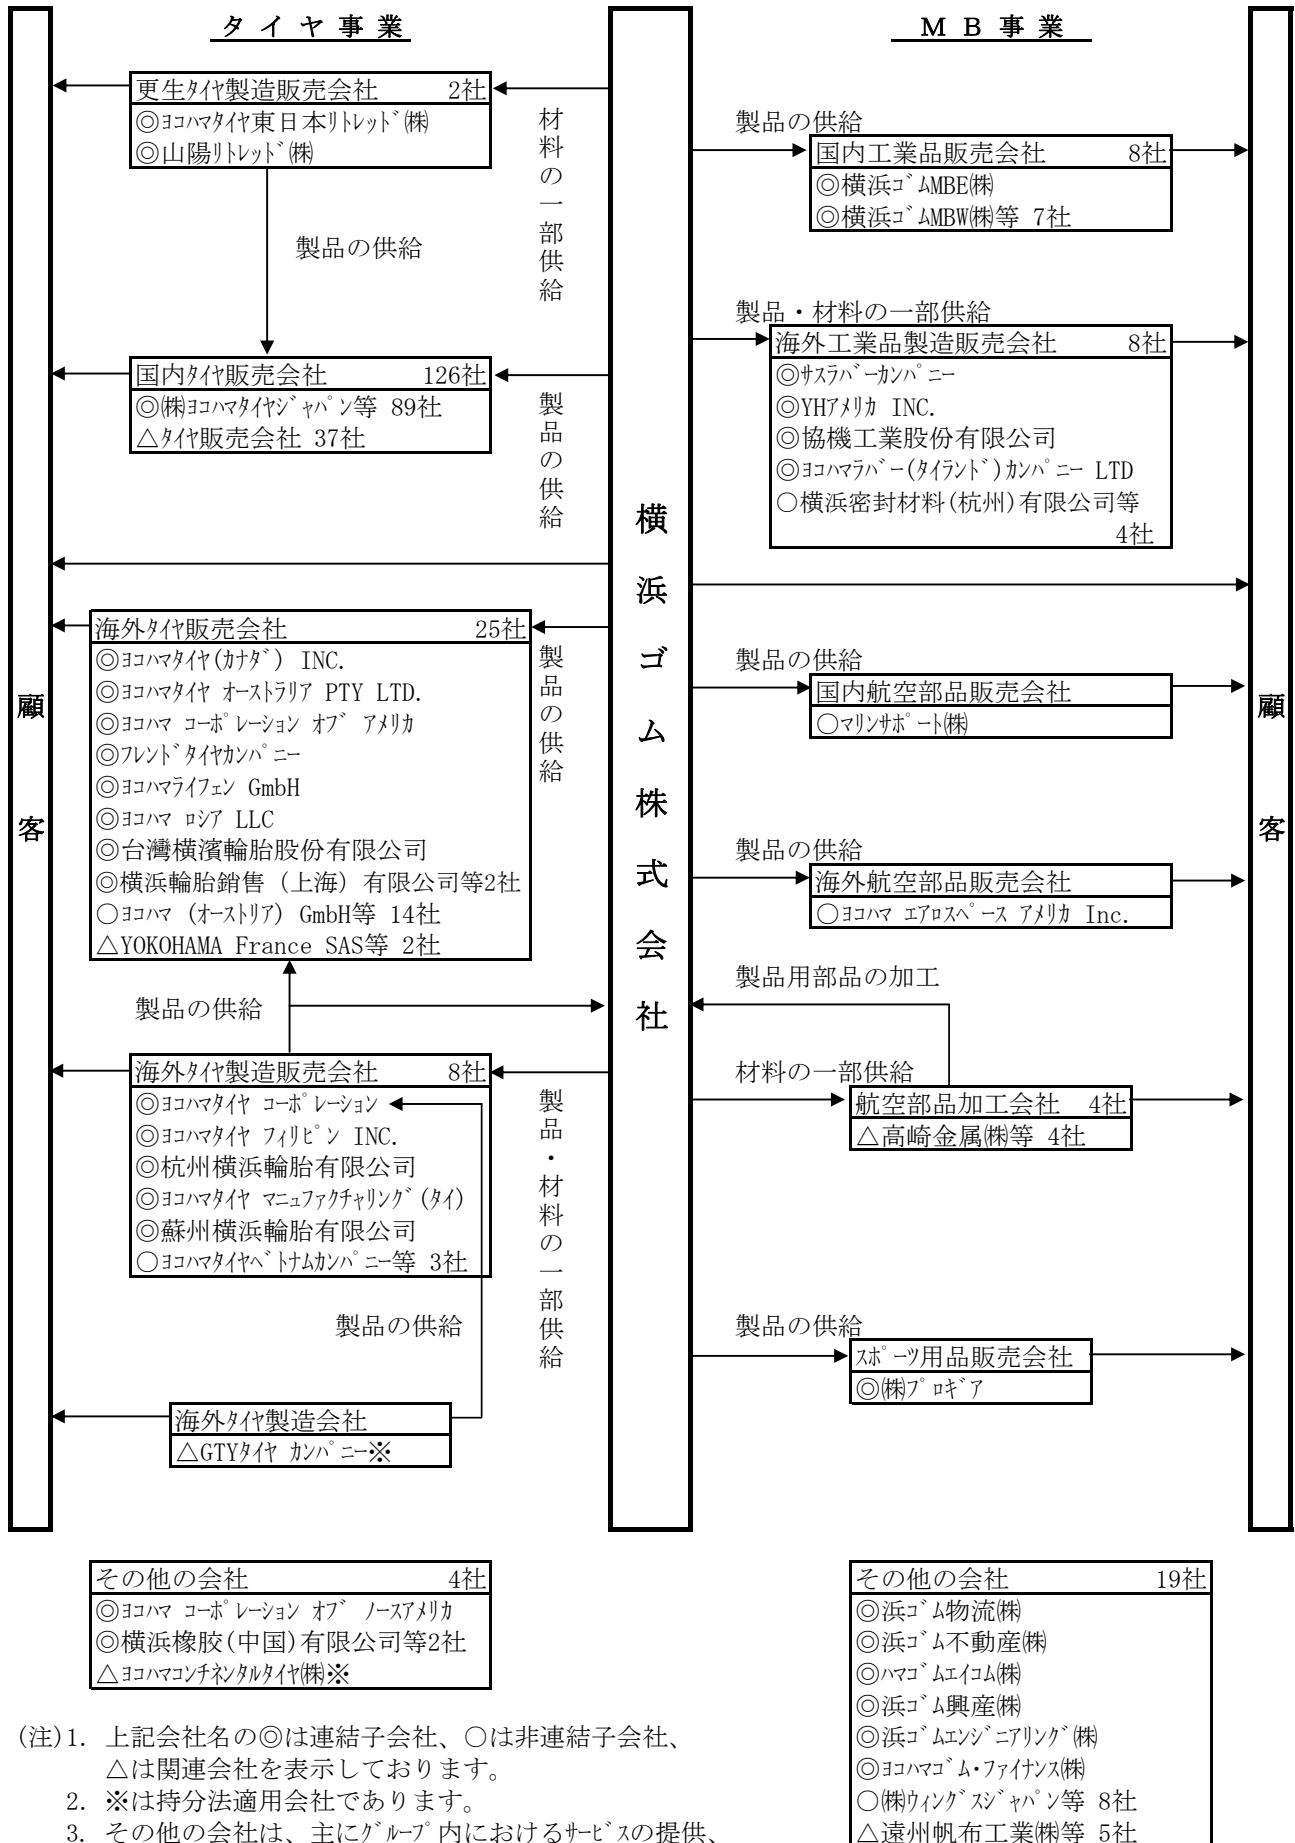 タイヤ事業
更生ﾀｲﾔ製造販売会社 2社
◎ﾖｺﾊﾏﾀｲﾔ東日本ﾘﾄﾚｯﾄﾞ㈱
◎山陽ﾘﾄﾚｯﾄﾞ㈱
材料の一部供給
製品の供給
国内ﾀｲﾔ販売会社 126社
◎㈱ﾖｺﾊﾏﾀｲﾔｼﾞｬﾊﾟﾝ等 89社
△ﾀｲﾔ販売会社 37社
製品の供給
海外ﾀｲﾔ販売会社 25社
◎ﾖｺﾊﾏﾀｲﾔ(ｶﾅﾀﾞ) INC.
◎ﾖｺﾊﾏﾀｲﾔ ｵｰｽﾄﾗﾘｱ PTY LTD.
◎ﾖｺﾊﾏ ｺｰﾎﾟﾚｰｼｮﾝ ｵﾌﾞ ｱﾒﾘｶ
◎ﾌﾚﾝﾄﾞﾀｲﾔｶﾝﾊﾟﾆｰ
◎ﾖｺﾊﾏﾗｲﾌｪﾝ GmbH
◎ﾖｺﾊﾏ ﾛｼｱ LLC
◎台灣横濱輪胎股份有限公司
◎横浜輪胎銷售 (上海) 有限公司等2社
○ﾖｺﾊﾏ (ｵｰｽﾄﾘｱ) GmbH等 14社
△YOKOHAMA France SAS等 2社
製品の供給
製品の供給
海外ﾀｲﾔ製造販売会社 8社
◎ﾖｺﾊﾏﾀｲﾔ ｺｰﾎﾟﾚｰｼｮﾝ
◎ﾖｺﾊﾏﾀｲﾔ ﾌｨﾘﾋﾟﾝ INC.
◎杭州横浜輪胎有限公司
◎ﾖｺﾊﾏﾀｲﾔ ﾏﾆｭﾌｧｸﾁｬﾘﾝｸﾞ(ﾀｲ)
◎蘇州横浜輪胎有限公司
○ﾖｺﾊﾏﾀｲﾔﾍﾞﾄﾅﾑｶﾝﾊﾟﾆｰ等 3社
製品・材料の一部供給
製品の供給
海外ﾀｲﾔ製造会社
△GTYﾀｲﾔ ｶﾝﾊﾟﾆｰ※
顧客
横浜ゴム株式会社
ＭＢ事業
製品の供給
国内工業品販売会社 8社
◎横浜ｺﾞﾑMBE㈱
◎横浜ｺﾞﾑMBW㈱等 7社
製品・材料の一部供給
海外工業品製造販売会社 8社
◎ｻｽﾗﾊﾞｰｶﾝﾊﾟﾆｰ
◎YHｱﾒﾘｶ INC.
◎協機工業股份有限公司
◎ﾖｺﾊﾏﾗﾊﾞｰ(ﾀｲﾗﾝﾄﾞ)ｶﾝﾊﾟﾆｰ LTD
○横浜密封材料(杭州)有限公司等
4社
製品の供給
国内航空部品販売会社
○ﾏﾘﾝｻﾎﾟｰﾄ㈱
製品の供給
海外航空部品販売会社
○ﾖｺﾊﾏ ｴｱﾛｽﾍﾟｰｽ ｱﾒﾘｶ Inc.
製品用部品の加工
材料の一部供給
航空部品加工会社 4社
△高崎金属㈱等 4社
製品の供給
ｽﾎﾟｰﾂ用品販売会社
◎㈱ﾌﾟﾛｷﾞｱ
顧客
その他の会社 4社
◎ﾖｺﾊﾏ ｺｰﾎﾟﾚｰｼｮﾝ ｵﾌﾞ ﾉｰｽｱﾒﾘｶ
◎横浜橡胶(中国)有限公司等2社
△ﾖｺﾊﾏｺﾝﾁﾈﾝﾀﾙﾀｲﾔ㈱※
その他の会社 19社
◎浜ｺﾞﾑ物流㈱
◎浜ｺﾞﾑ不動産㈱
◎ﾊﾏｺﾞﾑｴｲｺﾑ㈱
◎浜ｺﾞﾑ興産㈱
◎浜ｺﾞﾑｴﾝｼﾞﾆｱﾘﾝｸﾞ㈱
◎ﾖｺﾊﾏｺﾞﾑ・ﾌｧｲﾅﾝｽ㈱
○㈱ｳｨﾝｸﾞｽｼﾞｬﾊﾟﾝ等 8社
△遠州帆布工業㈱等 5社
(注)1. 上記会社名の◎は連結子会社、○は非連結子会社、
△は関連会社を表示しております。
2. ※は持分法適用会社であります。
3. その他の会社は、主にｸﾞﾙｰﾌﾟ内におけるｻｰﾋﾞｽの提供、